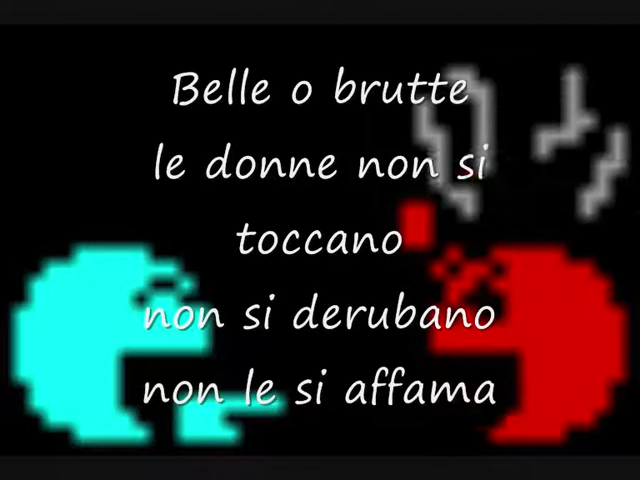 Belle o brutte
le donne non si
toccano
non si derubano
non le si affama